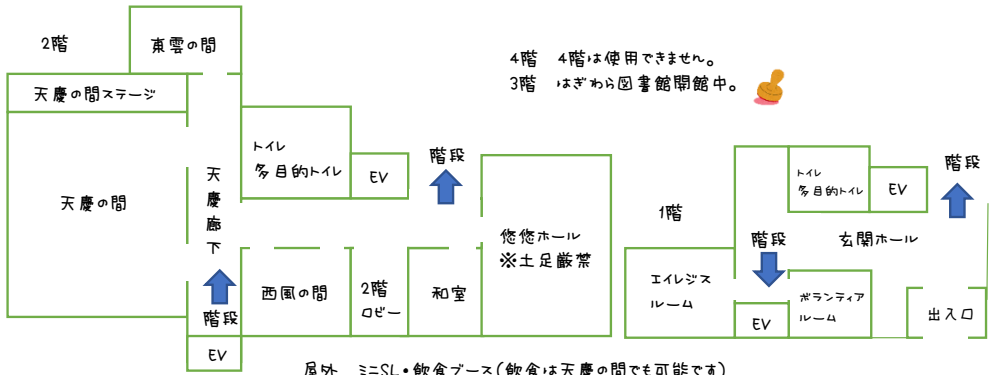 2階
東雲の間
天慶の間ステージ
天慶の間
天慶廊下
階段
EV
トイレ
多目的トイレ
EV
階段
西風の間
2階
ロビー
和室
悠悠ホール
※土足厳禁
4階　4階は使用できません。
3階　はぎわら図書館開館中。
1階
エイレジス
ルーム
階段
EV
トイレ
多目的トイレ
EV
階段
玄関ホール
ボランティア
ルーム
出入口
屋外　ミニSL・飲食ブース（飲食は天慶の間でも可能です）